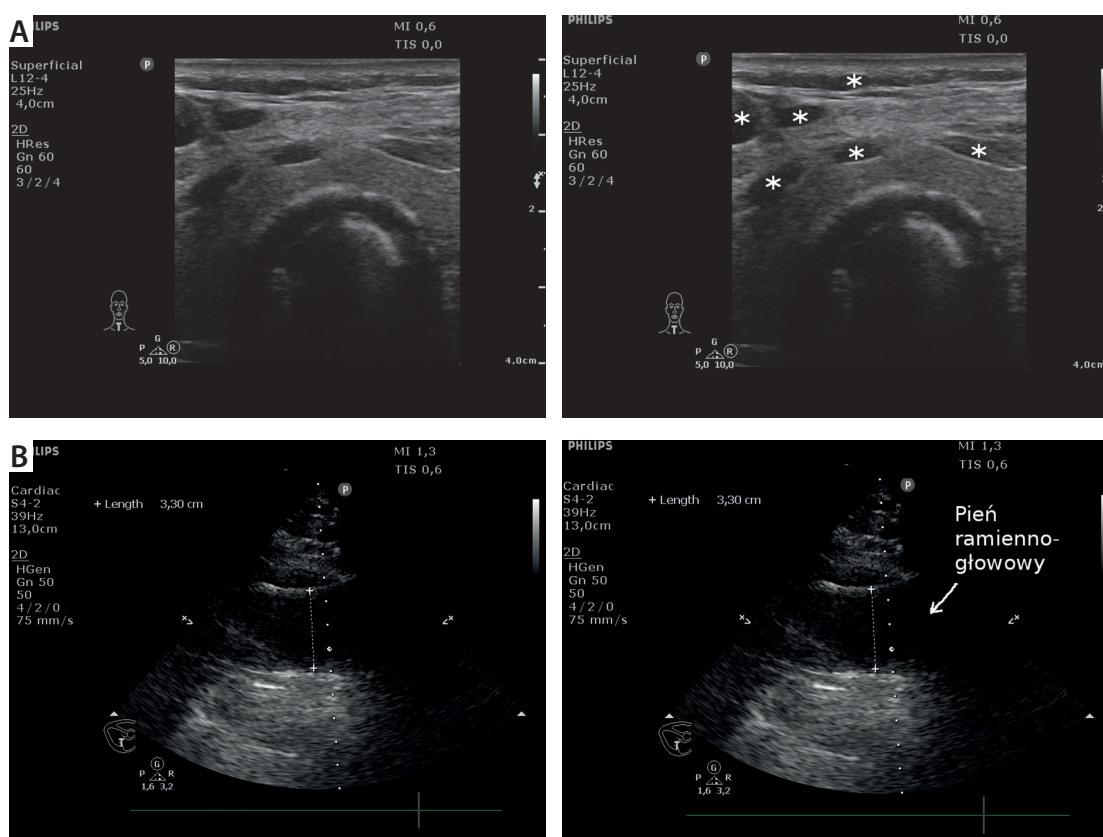 A
HILIPS
MI 0,6
TIS 0,0
Superficial
L12-4
25Hz
4,0cm
P
2D
HRes
Gn 60
60
3/2/4
x
2
T
G
P R
5,0 10,0
4,0cm
PHILIPS
MI 0,6
TIS 0,0
Superficial
L12-4
25Hz
4,0cm
P
2D
HRes
Gn 60
60
3/2/4
* * * * * *
2
T
G
P R
5,0 10,0
4,0cm
B
ILIPS
MI 1,3
TIS 0,6
Cardiac
S4-2
39Hz
13,0cm
P
+ Length 3,30 cm
2D
HGen
Gn 50
50
4/2/0
75 mm/s
x x
T
G
P R
1,6 3,2
PHILIPS
MI 1,3
TIS 0,6
Cardiac
S4-2
39Hz
13,0cm
P
+ Length 3,30 cm
Pień
ramienno-
głowowy
2D
HGen
Gn 50
50
4/2/0
75 mm/s
x x
T
G
P R
1,6 3,2